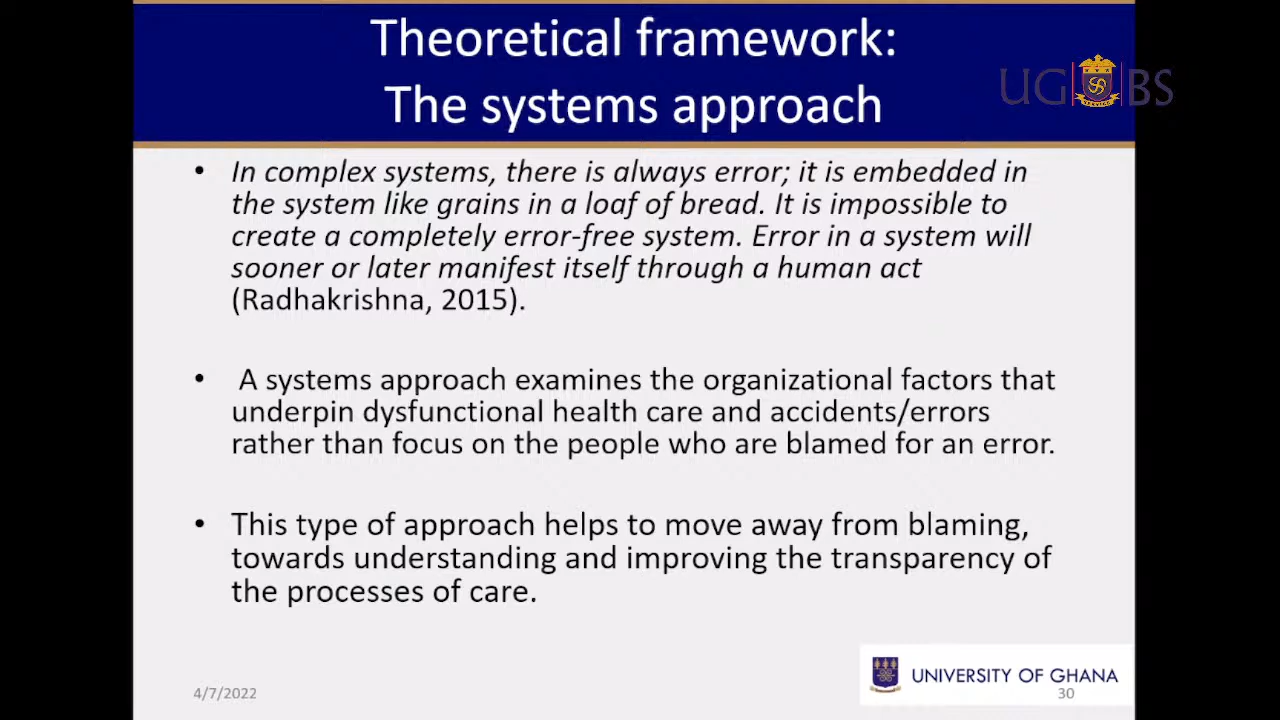 Theoretical framework:
The systems approach
UG BS
• In complex systems, there is always error; it is embedded in
the system like grains in a loaf of bread. It is impossible to
create a completely error-free system. Error in a system will
sooner or later manifest itself through a human act
(Radhakrishna, 2015).
• A systems approach examines the organizational factors that
underpin dysfunctional health care and accidents/errors
rather than focus on the people who are blamed for an error.
• This type of approach helps to move away from blaming,
towards understanding and improving the transparency of
the processes of care.
4/7/2022
UNIVERSITY OF GHANA
30